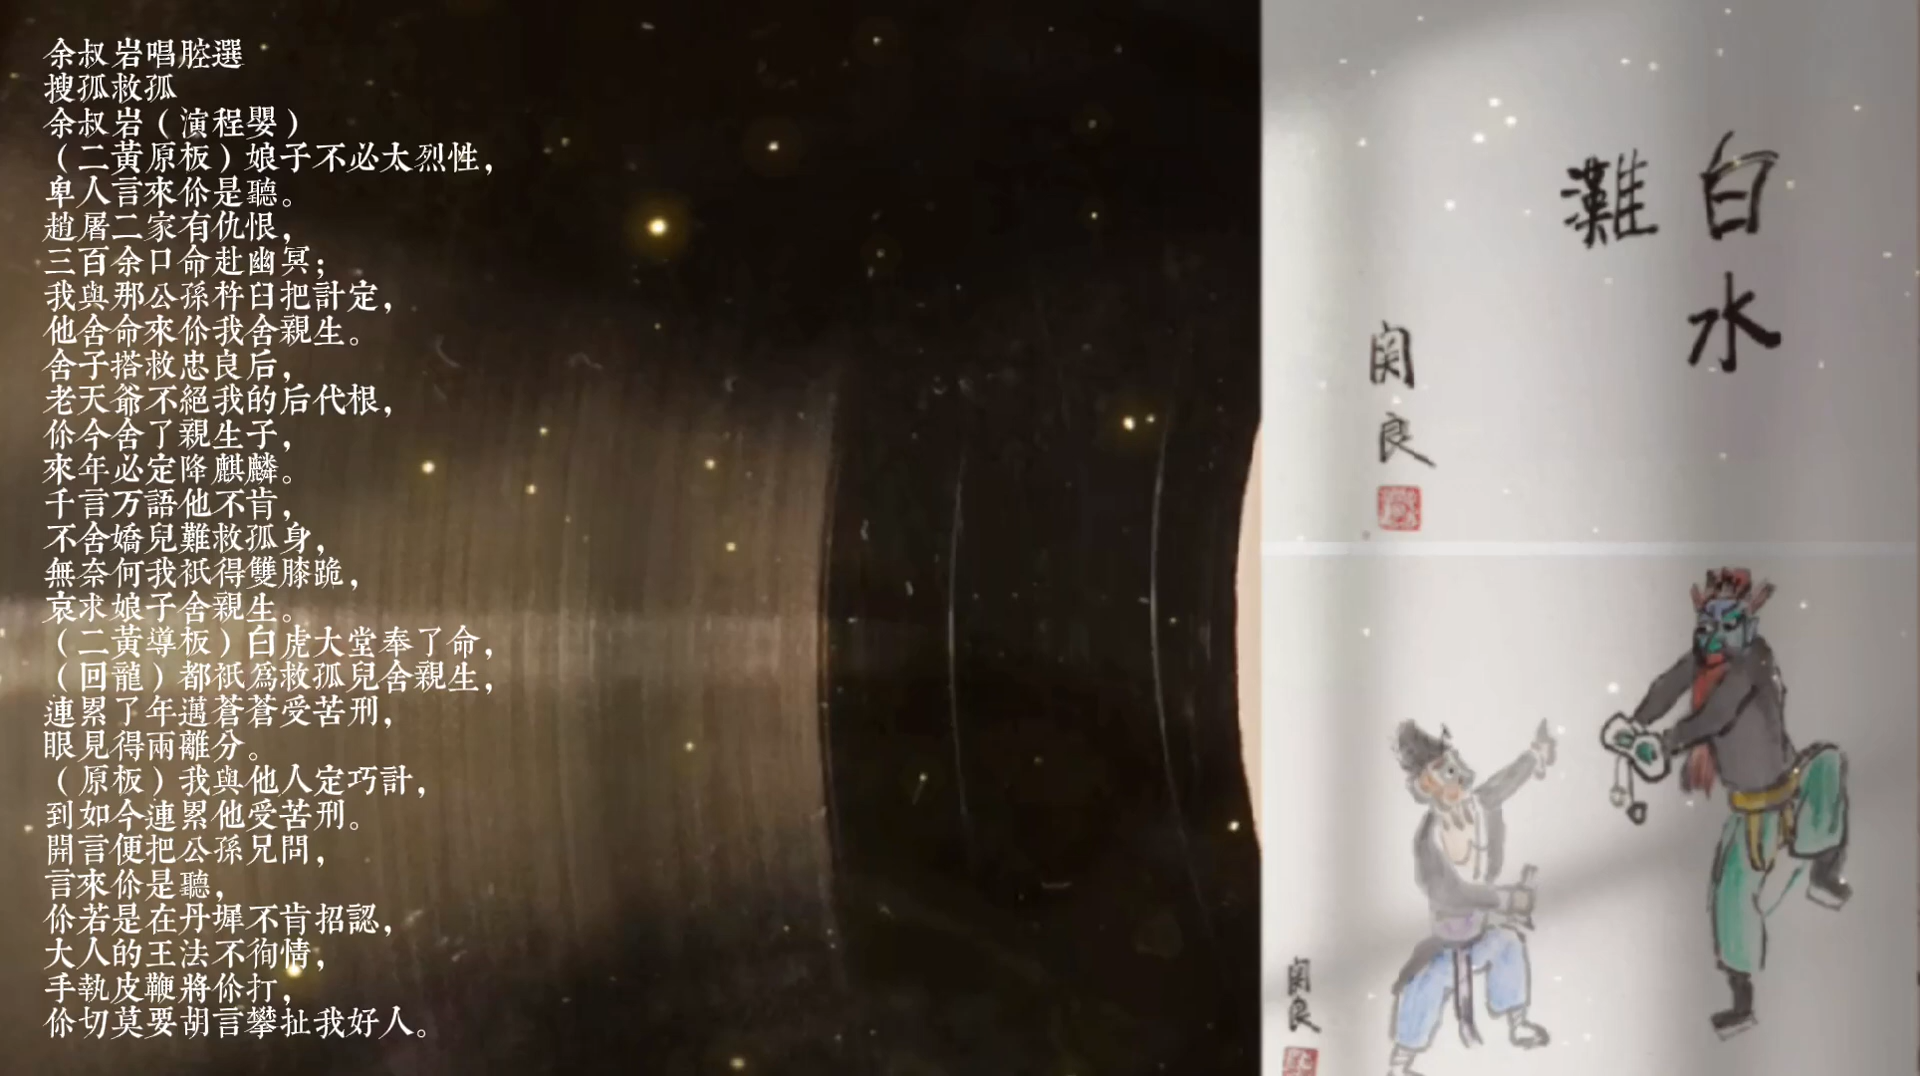 余叔岩唱腔選
搜孤救孤
余叔岩（演程嬰）
（二黃原板）娘子不必太烈性，
卑人言來你是聽。
趙屠二家有仇恨，
三百余口命赴幽冥；
我與那公孫杵臼把計定，
他舍命來你我舍親生。
舍子搭救忠良后，
老天爺不絕我的后代根，
你今舍了親生子，
來年必定降麒麟。
千言万語他不肯，
不舍嬌兒難救孤身，
無奈何我祇得雙膝跪，
哀求娘子舍親生。
（二黃導板）白虎大堂奉了命，
（回龍）都祇為救孤兒舍親生，
連累了年邁蒼蒼受苦刑，
眼見得兩離分。
（原板）我與他人定巧計，
到如今連累他受苦刑。
開言便把公孫兄問，
言來你是聽，
你若是在丹墀不肯招認，
大人的王法不徇情，
手執皮鞭將你打，
你切莫要胡言攀扯我好人。
白水
灘
関良
関良